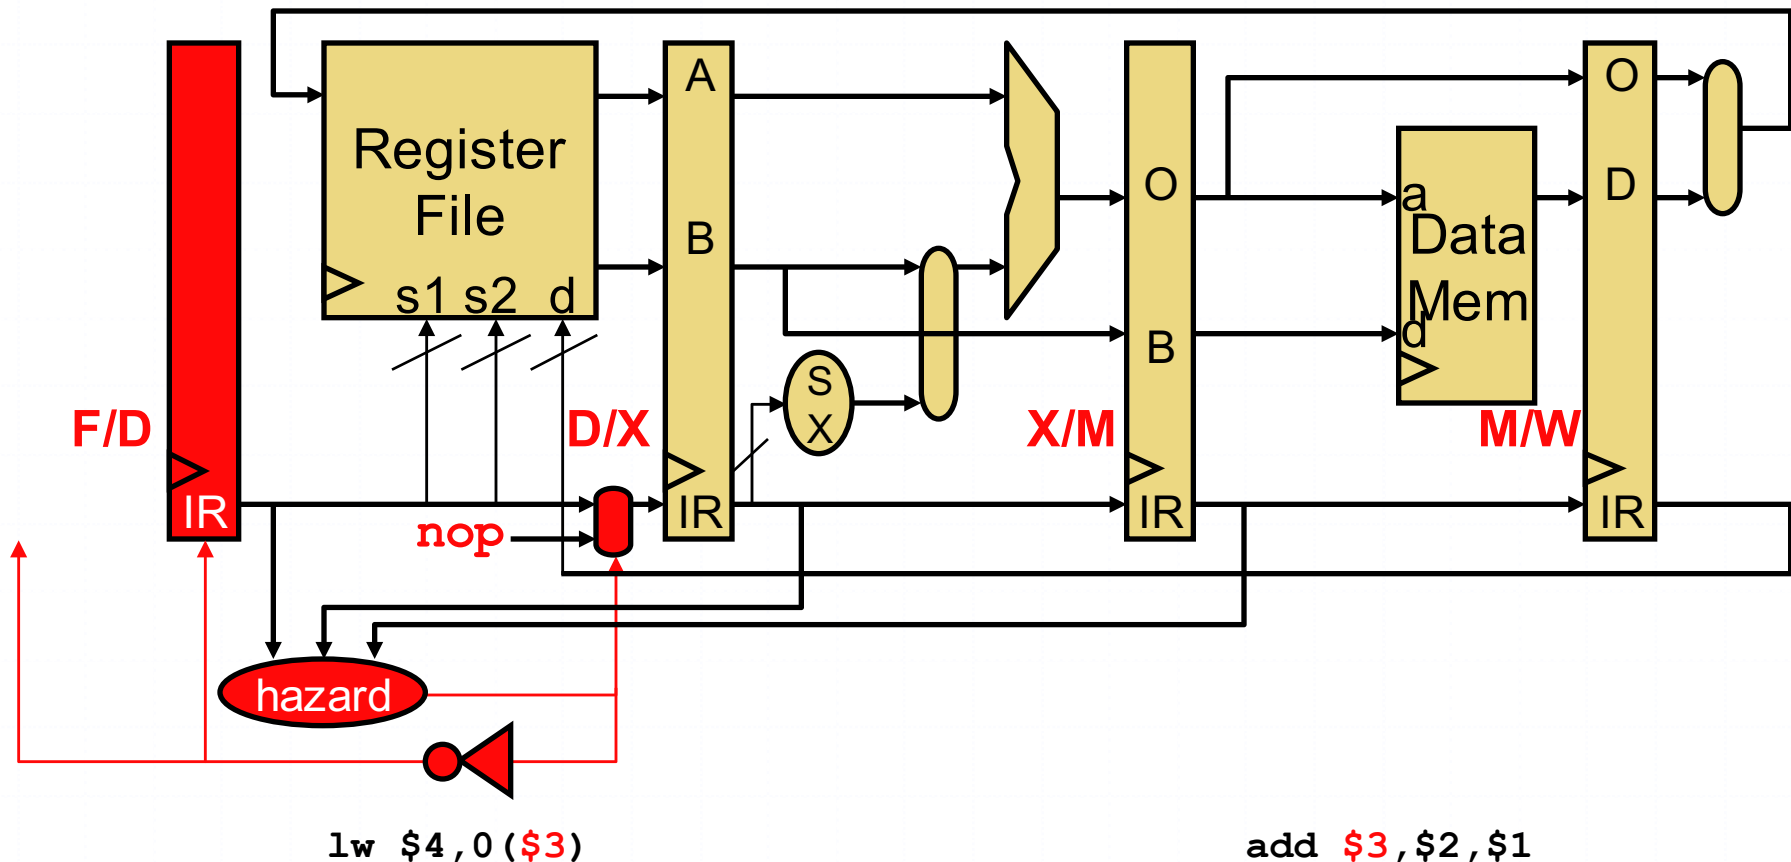 A
O
Register
File
a
O
D
B
Data
Mem
d
s1 s2 d
S
X
B
F/D
D/X
X/M
M/W
IR
nop
IR
IR
IR
hazard
lw $4,0($3)
add $3,$2,$1